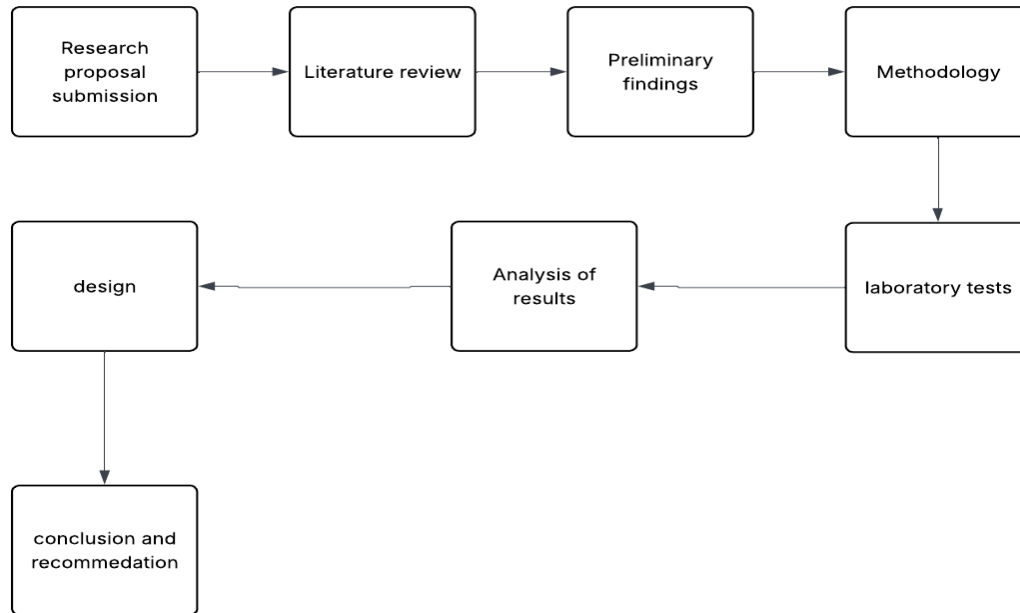 Research
proposal
submission
Literature review
Preliminary
findings
Methodology
laboratory tests
Analysis of
results
design
conclusion and
recommedation